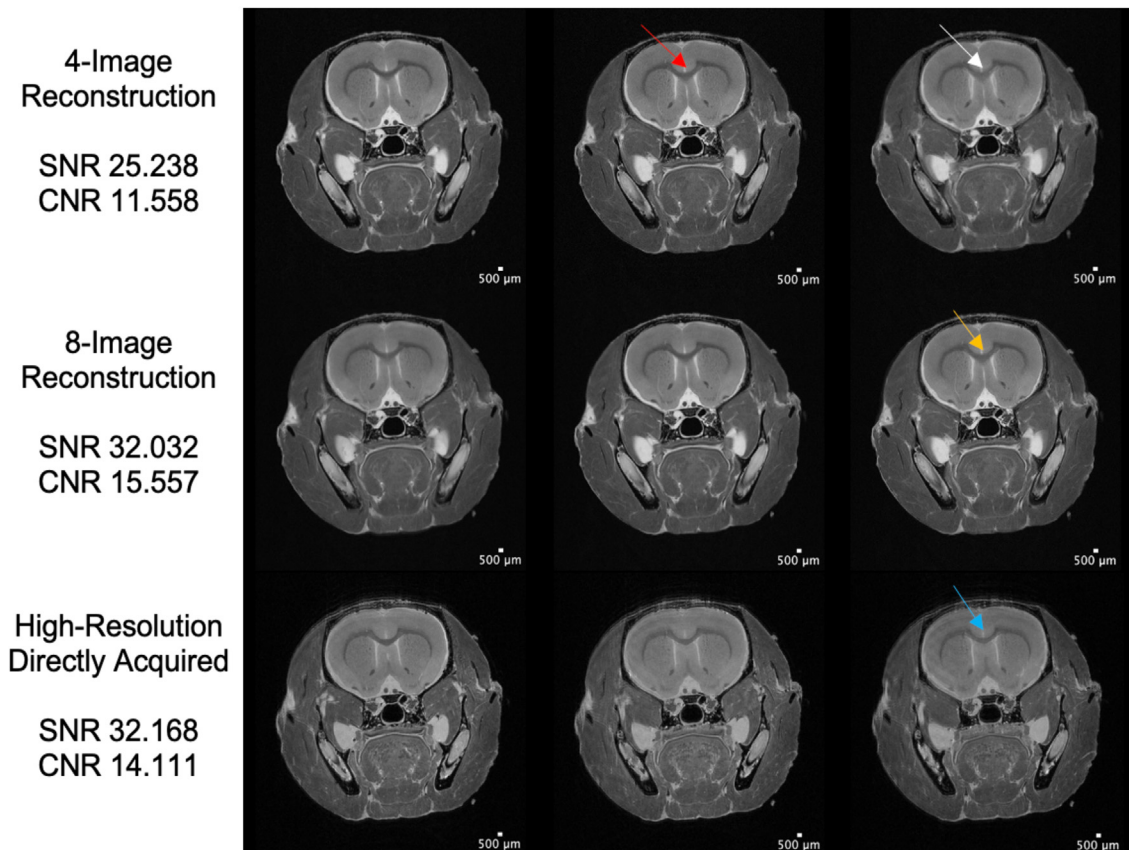 4-Image
Reconstruction
SNR 25.238
CNR 11.558
500 µm
500 µm
500 µm
8-Image
Reconstruction
SNR 32.032
CNR 15.557
500 µm
500 µm
500 µm
High-Resolution
Directly Acquired
SNR 32.168
CNR 14.111
500 µm
500 µm
500 µm